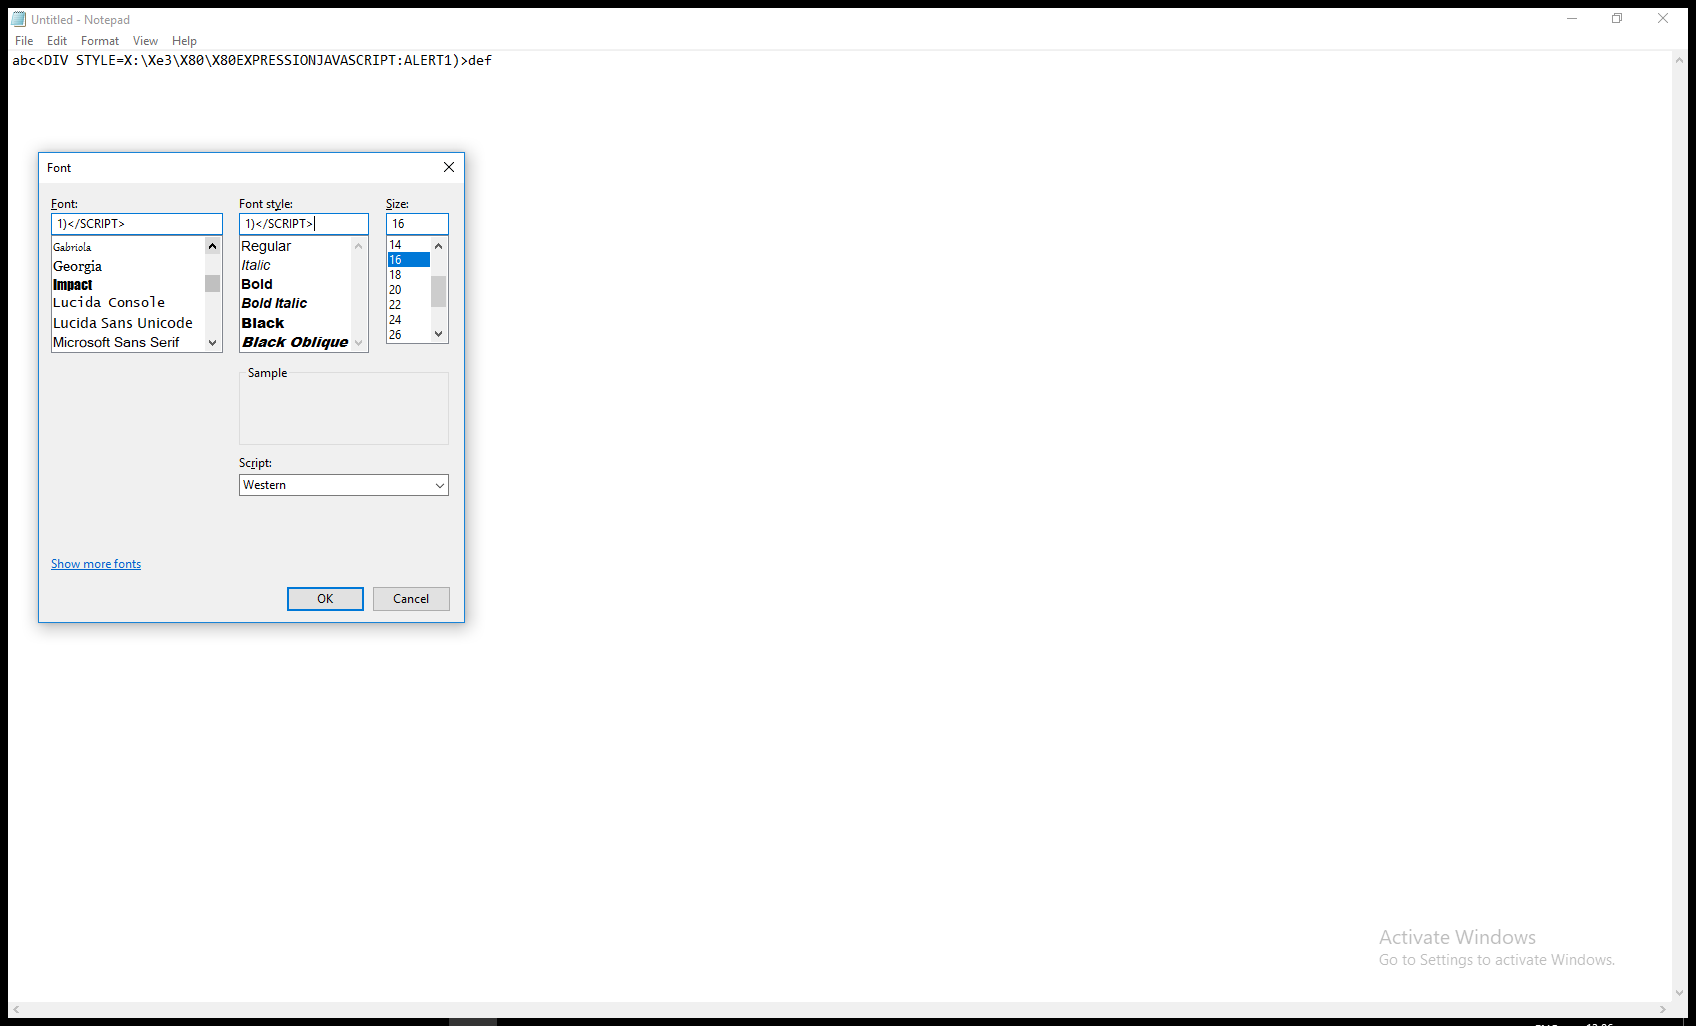 Untitled - Notepad
File Edit Format View Help
abc<DIV STYLE=X:\Xe3\X80\X80EXPRESSIONJAVASCRIPT:ALERT1)>def
Font
Font: Font style: Size:
1)</SCRIPT> 1)</SCRIPT> 16
Gabriola
Georgia
Impact
Lucida Console
Lucida Sans Unicode
Microsoft Sans Serif
Regular
Italic
Bold
Bold Italic
Black
Black Oblique
14
16
18
20
22
24
26
Sample
Script:
Western
Show more fonts
OK Cancel
Activate Windows
Go to Settings to activate Windows.